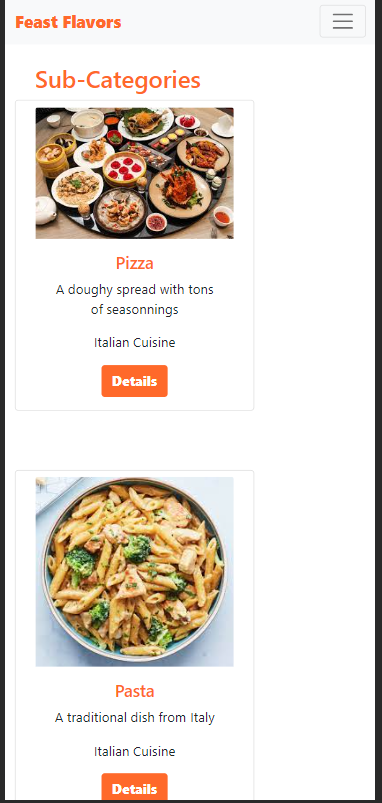 Feast Flavors
Sub-Categories
Pizza
A doughy spread with tons
of seasonnings
Italian Cuisine
Details
Pasta
A traditional dish from Italy
Italian Cuisine
Details